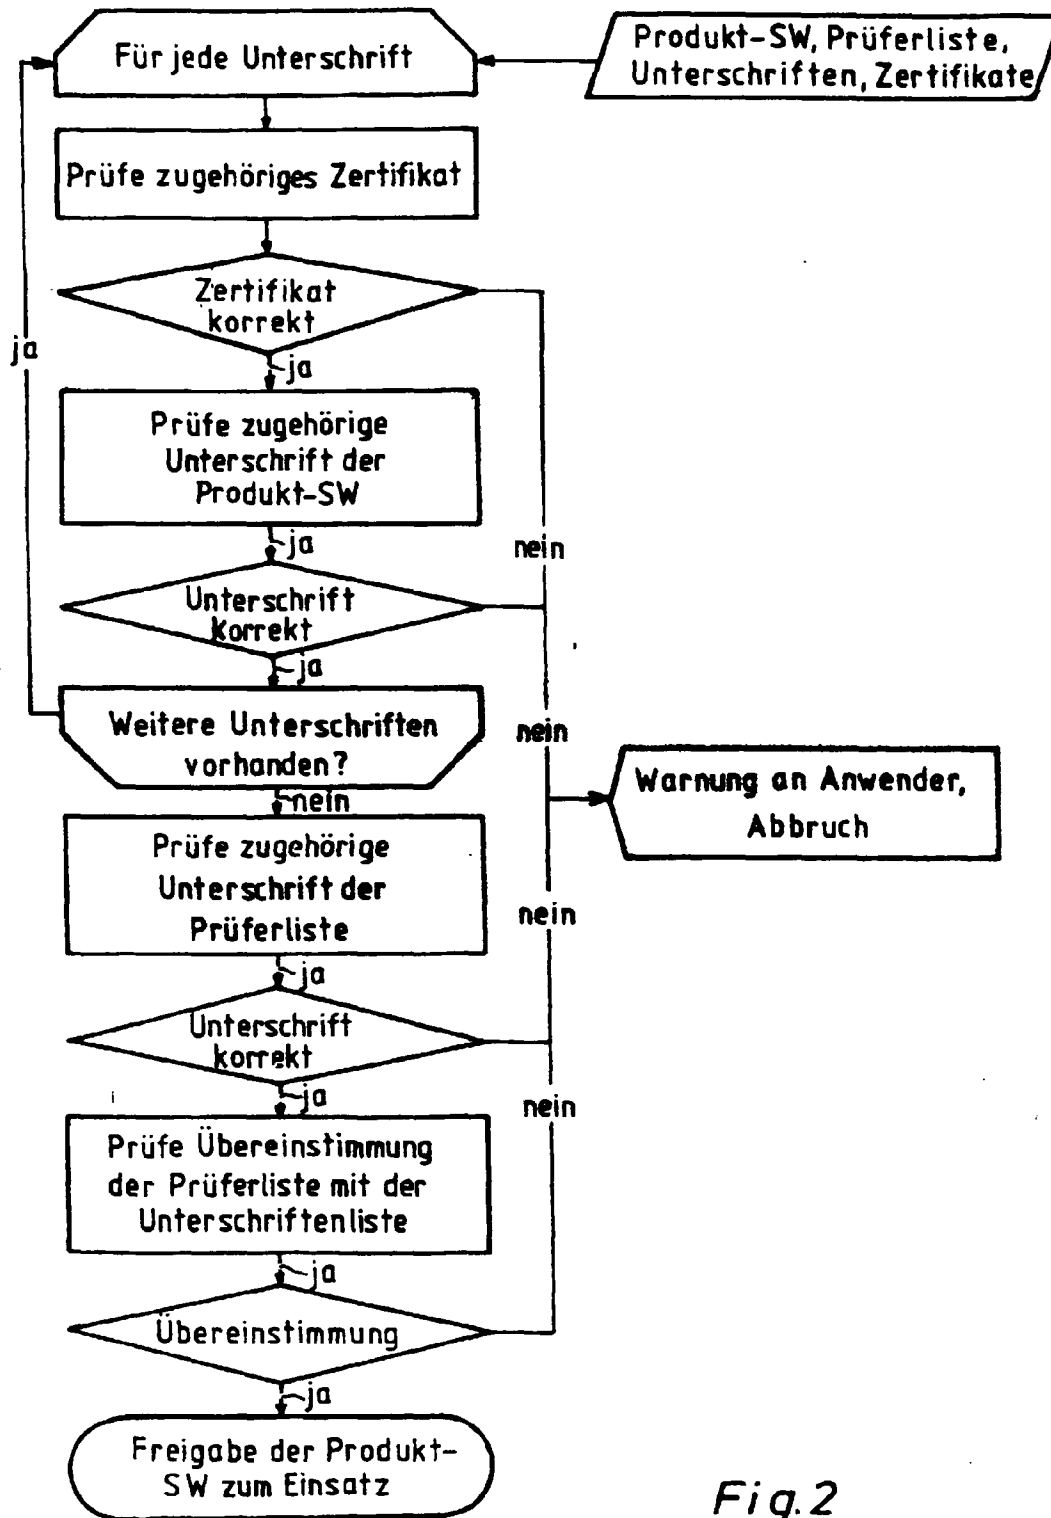 Für jede Unterschrift
Produkt-SW, Prüferliste,
Unterschriften, Zertifikate
Prüfe zugehöriges Zertifikat
Zertifikat
korrekt
ja
ja
Prüfe zugehörige
Unterschrift der
Produkt-SW
ja
nein
Unterschrift
Korrekt
ja
Weitere Unterschriften
vorhanden?
nein
nein
Warnung an Anwender,
Abbruch
Prüfe zugehörige
Unterschrift der
Prüferliste
nein
ja
Unterschrift
korrekt
ja
nein
Prüfe Übereinstimmung
der Prüferliste mit der
Unterschriftenliste
ja
Übereinstimmung
ja
Freigabe der Produkt-
SW zum Einsatz
Fig.2